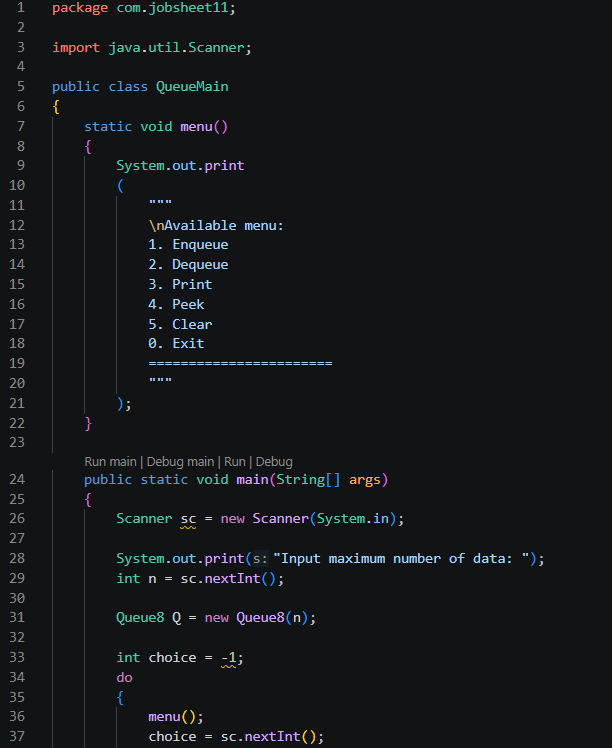 1 package com.jobsheet11;
2
3 import java.util.Scanner;
4
5 public class QueueMain
6 {
7     static void menu()
8     {
9         System.out.print
10         (
11             """
12             \nAvailable menu:
13             1. Enqueue
14             2. Dequeue
15             3. Print
16             4. Peek
17             5. Clear
18             0. Exit
19             =======================
20             """
21         );
22     }
23
Run main | Debug main | Run | Debug
24     public static void main(String[] args)
25     {
26         Scanner sc = new Scanner(System.in);
27
28         System.out.print(s: "Input maximum number of data: ");
29         int n = sc.nextInt();
30
31         Queue8 Q = new Queue8(n);
32
33         int choice = -1;
34         do
35         {
36             menu();
37             choice = sc.nextInt();